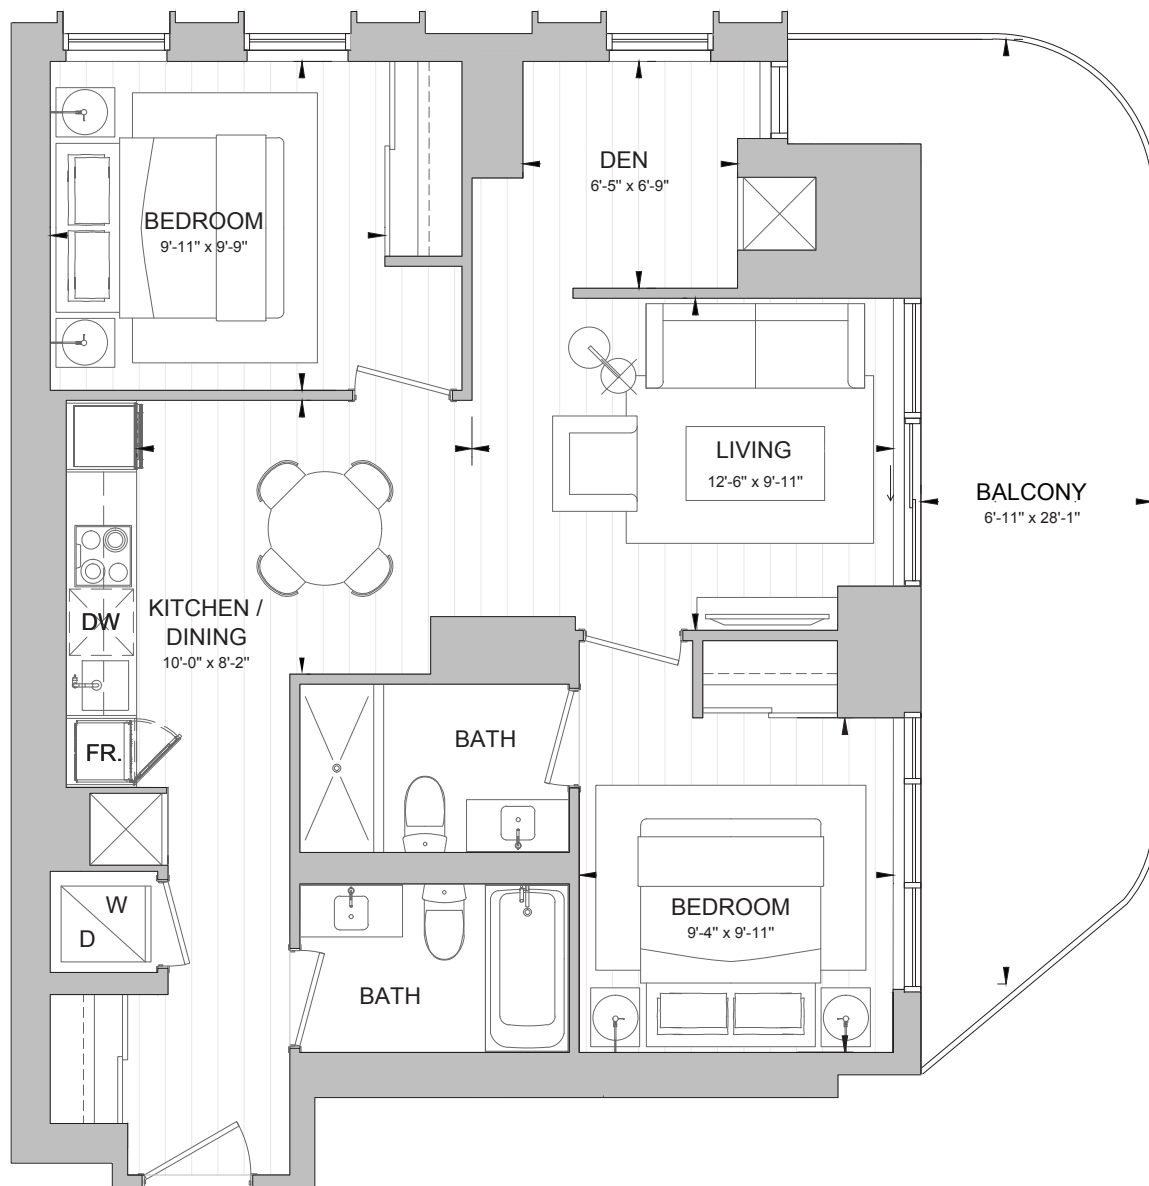 DEN
6'-5" x 6'-9"
BEDROOM
9'-11" x 9'-9"
LIVING
12'-6" x 9'-11"
BALCONY
6'-11" x 28'-1"
DW
KITCHEN /
DINING
10'-0" x 8'-2"
FR.
BATH
W
D
BEDROOM
9'-4" x 9'-11"
BATH